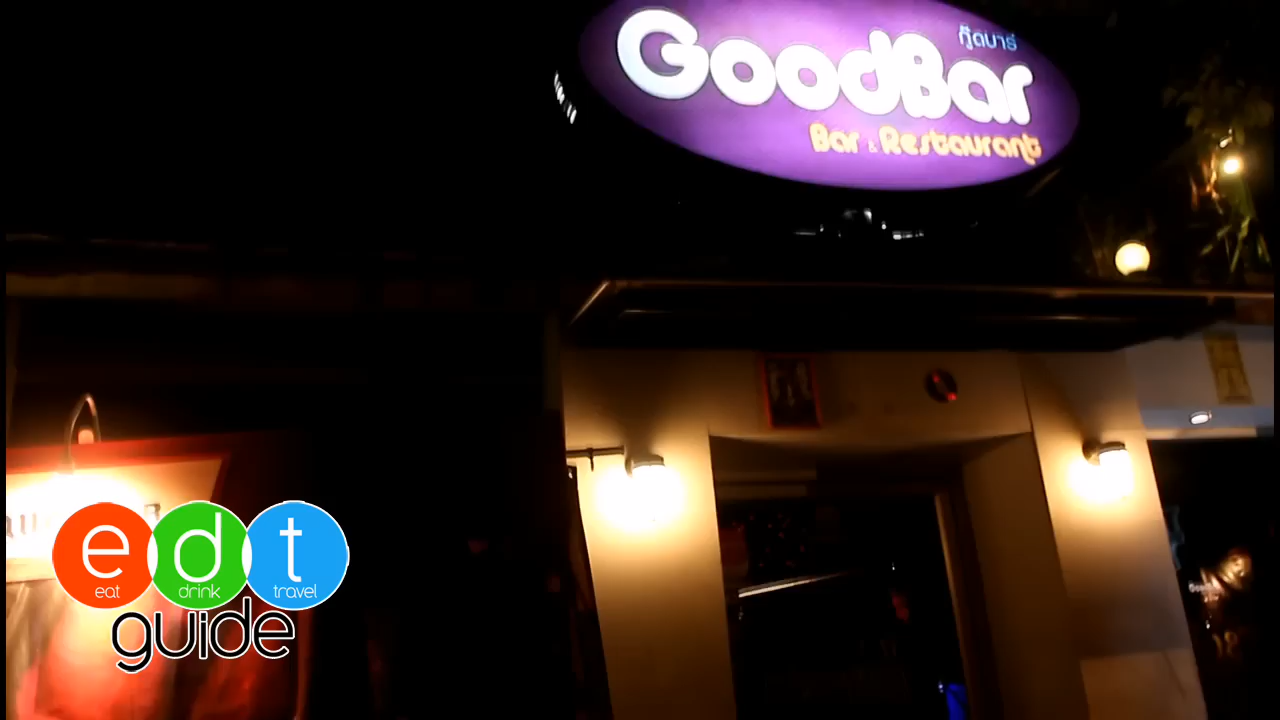 กู๊ดบาร์
GoodBar
Bar & Restaurant
e d t
eat drink travel
guide